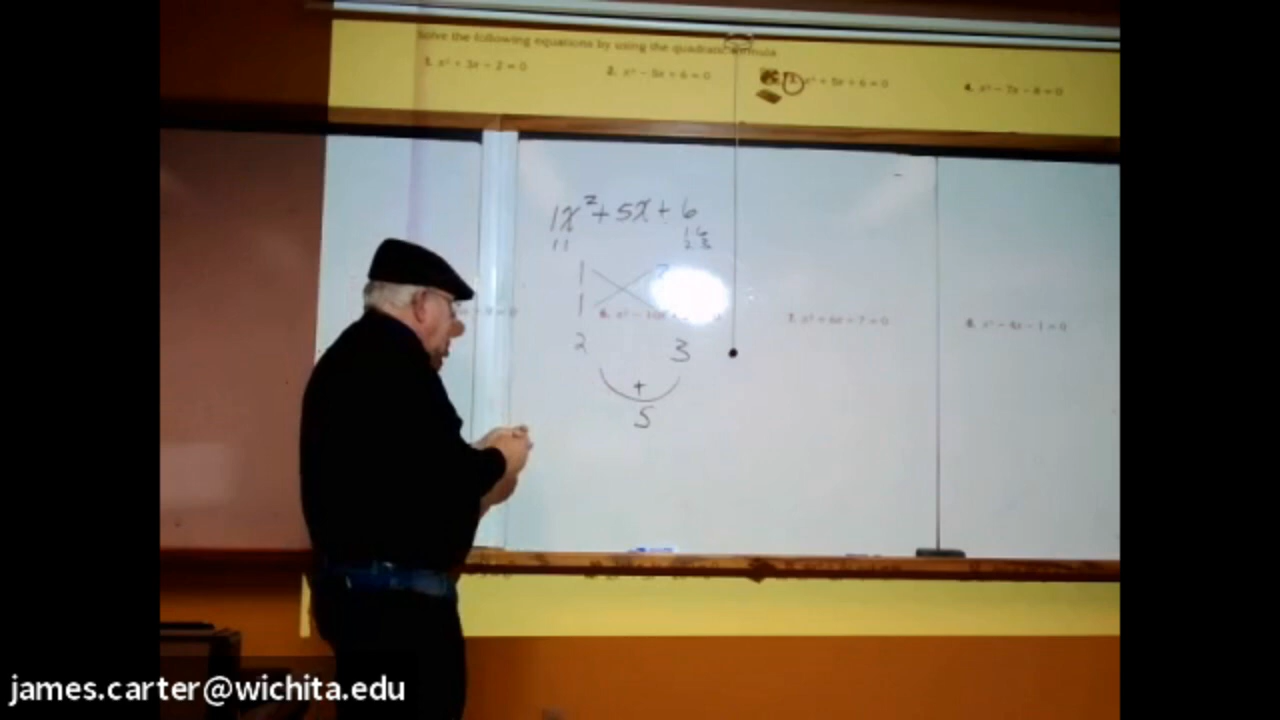 Solve the following equations by using the quadratic formula
1. x² + 3x − 2 = 0
2. x² − 5x + 6 = 0
3. x² + 5x + 6 = 0
4. x² − 7x − 8 = 0
1x² + 5x + 6
1 1
1 6
2 3
1 2
1
7. x² + 6x − 7 = 0
8. x² − 4x − 1 = 0
2 3
+
5
james.carter@wichita.edu